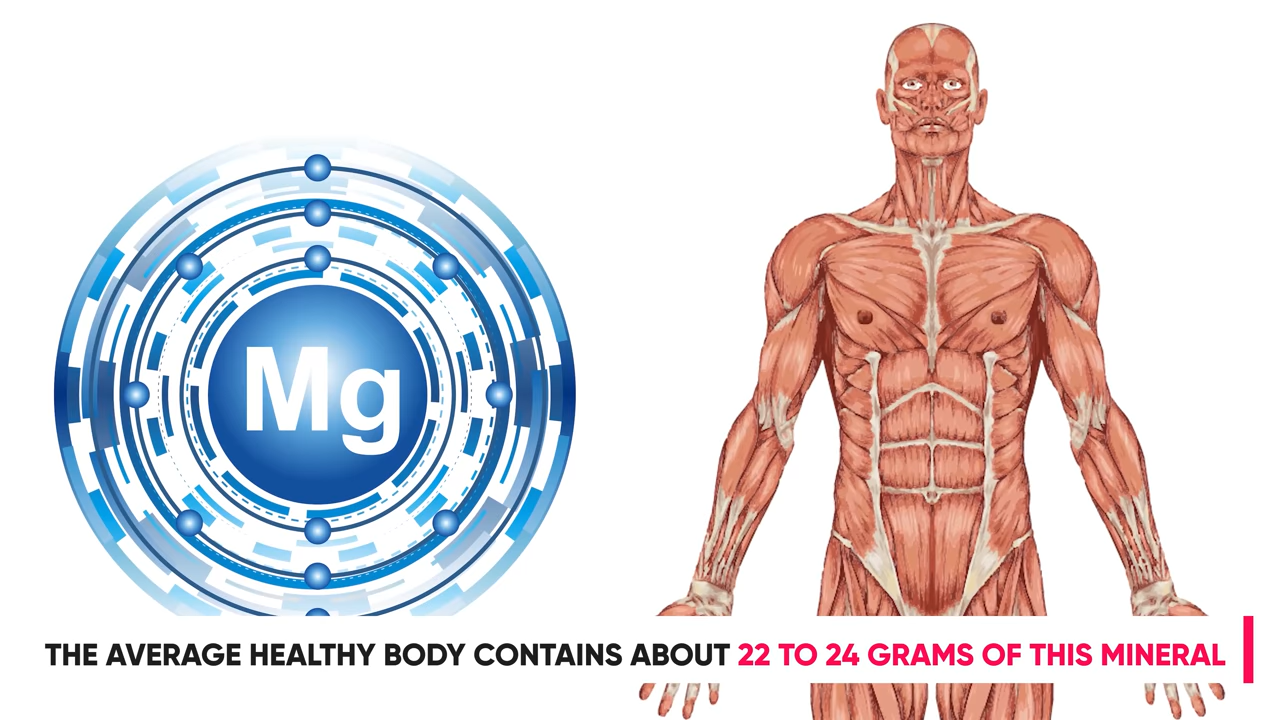 Mg
THE AVERAGE HEALTHY BODY CONTAINS ABOUT 22 TO 24 GRAMS OF THIS MINERAL